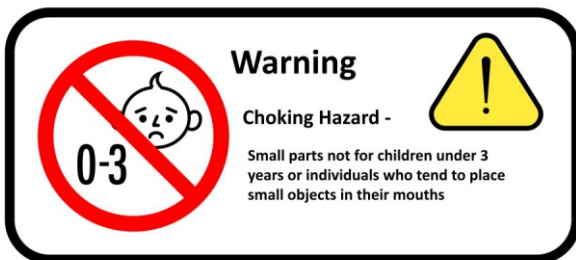 Warning
Choking Hazard -
0-3
Small parts not for children under 3
years or individuals who tend to place
small objects in their mouths